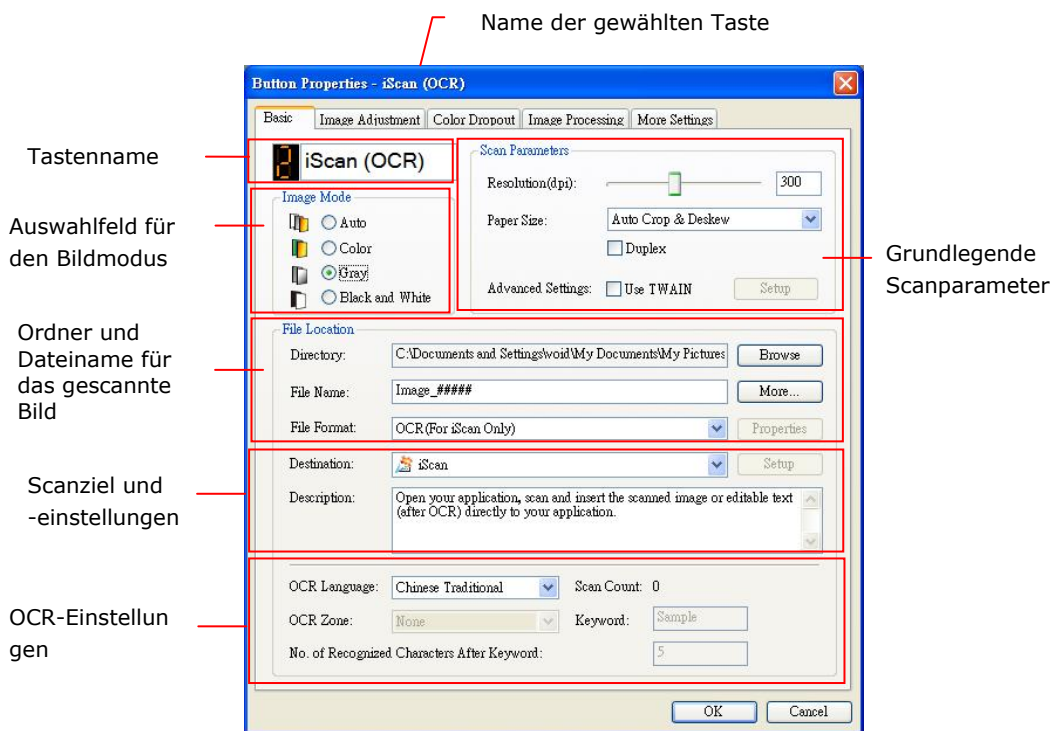 Name der gewählten Taste
Button Properties - iScan (OCR)
Basic Image Adjustment Color Dropout Image Processing More Settings
Tastenname
2 iScan (OCR)
Scan Parameters
Resolution(dpi): 300
Paper Size: Auto Crop & Deskew
Duplex
Advanced Settings: Use TWAIN Setup
Grundlegende
Scanparameter
Auswahlfeld für
den Bildmodus
Image Mode
Auto
Color
Gray
Black and White
Ordner und
Dateiname für
das gescannte
Bild
File Location
Directory: C:\Documents and Settings\void\My Documents\My Pictures Browse
File Name: Image_##### More...
File Format: OCR(For iScan Only) Properties
Scanziel und
-einstellungen
Destination: iScan Setup
Description: Open your application, scan and insert the scanned image or editable text
(after OCR) directly to your application.
OCR-Einstellun
gen
OCR Language: Chinese Traditional Scan Count: 0
OCR Zone: None Keyword: Sample
No. of Recognized Characters After Keyword: 5
OK Cancel